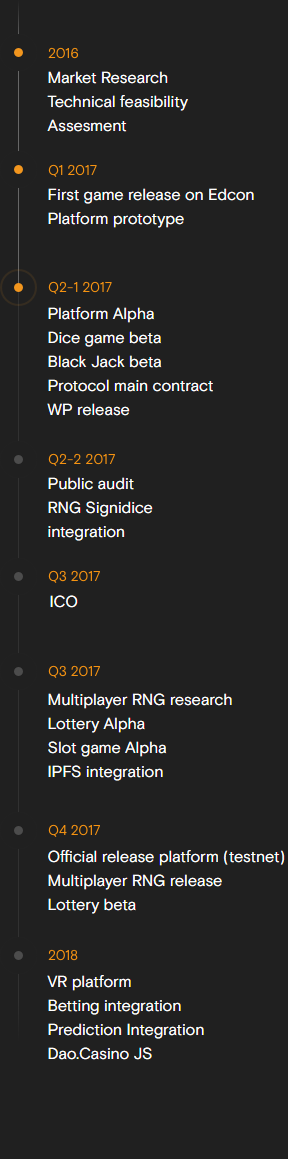 2016
Market Research
Technical feasibility
Assesment
Q1 2017
First game release on Edcon
Platform prototype
Q2-1 2017
Platform Alpha
Dice game beta
Black Jack beta
Protocol main contract
WP release
Q2-2 2017
Public audit
RNG Signidice
integration
Q3 2017
ICO
Q3 2017
Multiplayer RNG research
Lottery Alpha
Slot game Alpha
IPFS integration
Q4 2017
Official release platform (testnet)
Multiplayer RNG release
Lottery beta
2018
VR platform
Betting integration
Prediction Integration
Dao.Casino JS